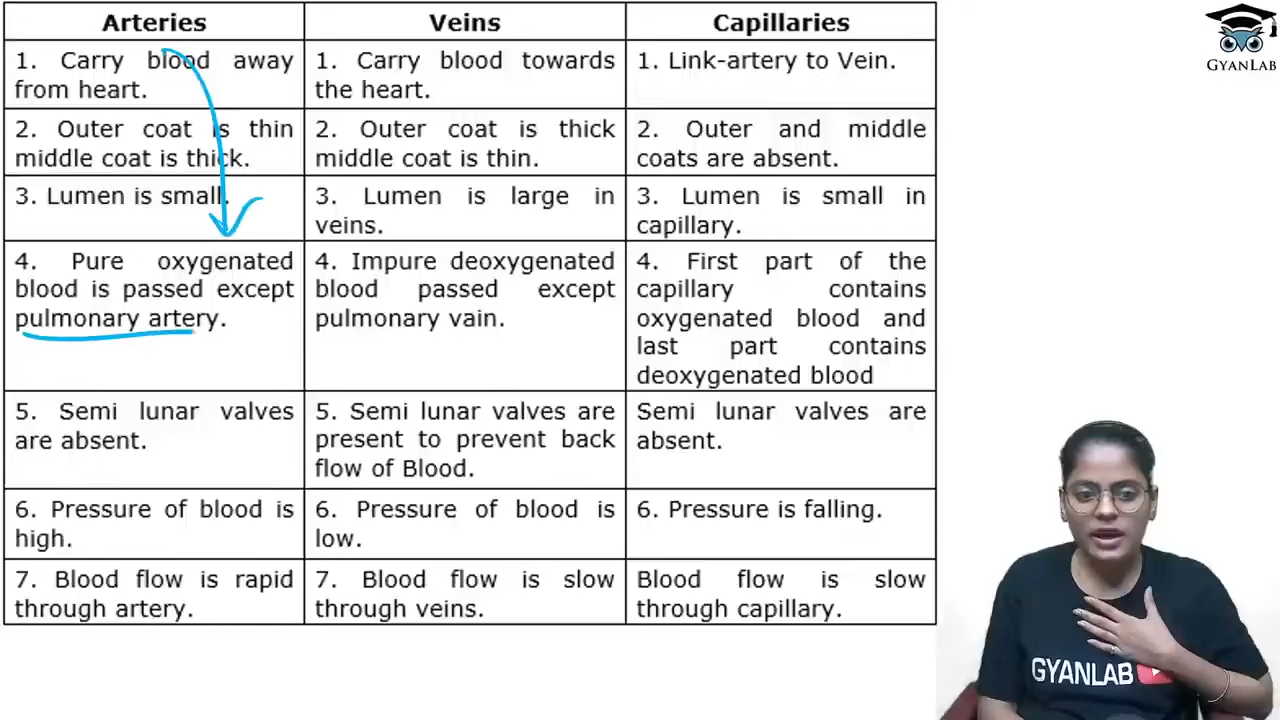 Arteries
Veins
Capillaries
1. Carry blood away
from heart.
1. Carry blood towards
the heart.
1. Link-artery to Vein.
2. Outer coat is thin
middle coat is thick.
2. Outer coat is thick
middle coat is thin.
2. Outer and middle
coats are absent.
3. Lumen is small.
3. Lumen is large in
veins.
3. Lumen is small in
capillary.
4. Pure oxygenated
blood is passed except
pulmonary artery.
4. Impure deoxygenated
blood passed except
pulmonary vain.
4. First part of the
capillary contains
oxygenated blood and
last part contains
deoxygenated blood
5. Semi lunar valves
are absent.
5. Semi lunar valves are
present to prevent back
flow of Blood.
Semi lunar valves are
absent.
6. Pressure of blood is
high.
6. Pressure of blood is
low.
6. Pressure is falling.
7. Blood flow is rapid
through artery.
7. Blood flow is slow
through veins.
Blood flow is slow
through capillary.
GYANLAB
GYANLAB